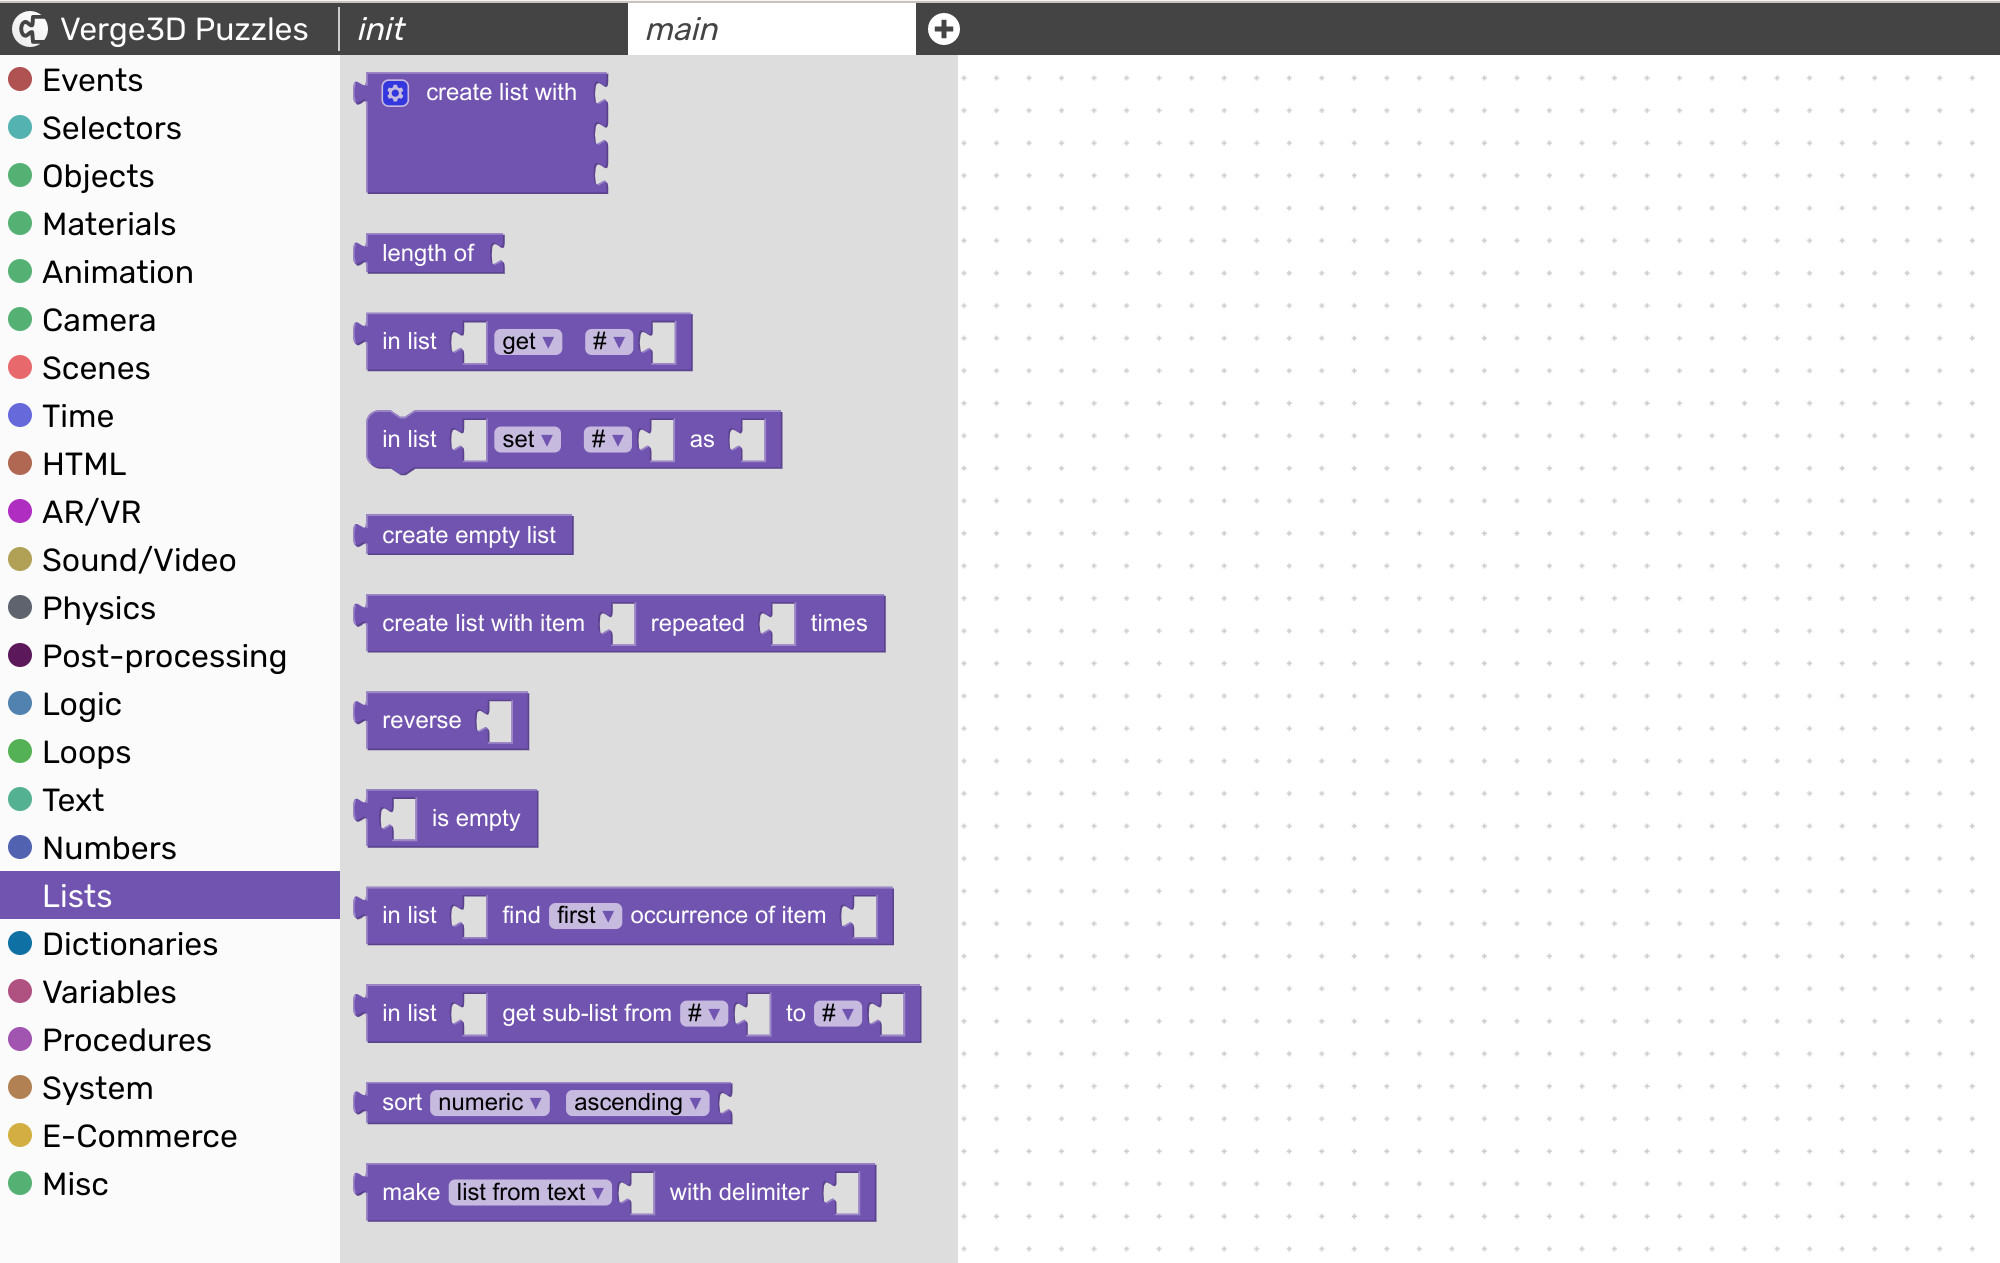 Verge3D Puzzles init main
Events
Selectors
Objects
Materials
Animation
Camera
Scenes
Time
HTML
AR/VR
Sound/Video
Physics
Post-processing
Logic
Loops
Text
Numbers
Lists
Dictionaries
Variables
Procedures
System
E-Commerce
Misc
create list with
length of
in list get #
in list set # as
create empty list
create list with item repeated times
reverse
is empty
in list find first occurrence of item
in list get sub-list from # to #
sort numeric ascending
make list from text with delimiter